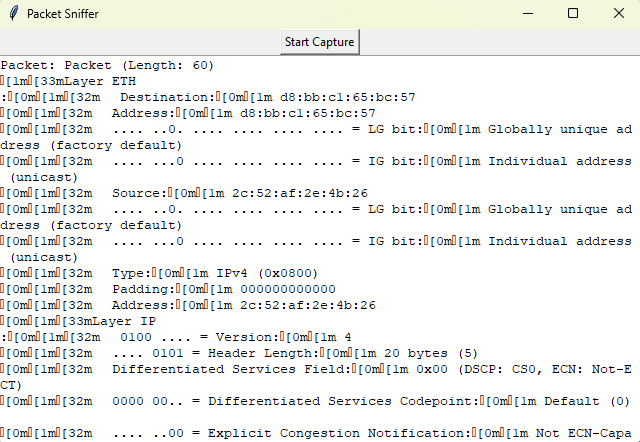 Packet Sniffer
Start Capture
Packet: Packet (Length: 60)
▯[1m▯[33mLayer ETH
:▯[0m▯[1m▯[32m   Destination:▯[0m▯[1m d8:bb:c1:65:bc:57
▯[0m▯[1m▯[32m   Address:▯[0m▯[1m d8:bb:c1:65:bc:57
▯[0m▯[1m▯[32m   .... ..0. .... .... .... .... = LG bit:▯[0m▯[1m Globally unique ad
dress (factory default)
▯[0m▯[1m▯[32m   .... ...0 .... .... .... .... = IG bit:▯[0m▯[1m Individual address
 (unicast)
▯[0m▯[1m▯[32m   Source:▯[0m▯[1m 2c:52:af:2e:4b:26
▯[0m▯[1m▯[32m   .... ..0. .... .... .... .... = LG bit:▯[0m▯[1m Globally unique ad
dress (factory default)
▯[0m▯[1m▯[32m   .... ...0 .... .... .... .... = IG bit:▯[0m▯[1m Individual address
 (unicast)
▯[0m▯[1m▯[32m   Type:▯[0m▯[1m IPv4 (0x0800)
▯[0m▯[1m▯[32m   Padding:▯[0m▯[1m 000000000000
▯[0m▯[1m▯[32m   Address:▯[0m▯[1m 2c:52:af:2e:4b:26
▯[0m▯[1m▯[33mLayer IP
:▯[0m▯[1m▯[32m   0100 .... = Version:▯[0m▯[1m 4
▯[0m▯[1m▯[32m   .... 0101 = Header Length:▯[0m▯[1m 20 bytes (5)
▯[0m▯[1m▯[32m   Differentiated Services Field:▯[0m▯[1m 0x00 (DSCP: CS0, ECN: Not-E
CT)
▯[0m▯[1m▯[32m   0000 00.. = Differentiated Services Codepoint:▯[0m▯[1m Default (0)
▯[0m▯[1m▯[32m   .... ..00 = Explicit Congestion Notification:▯[0m▯[1m Not ECN-Capa